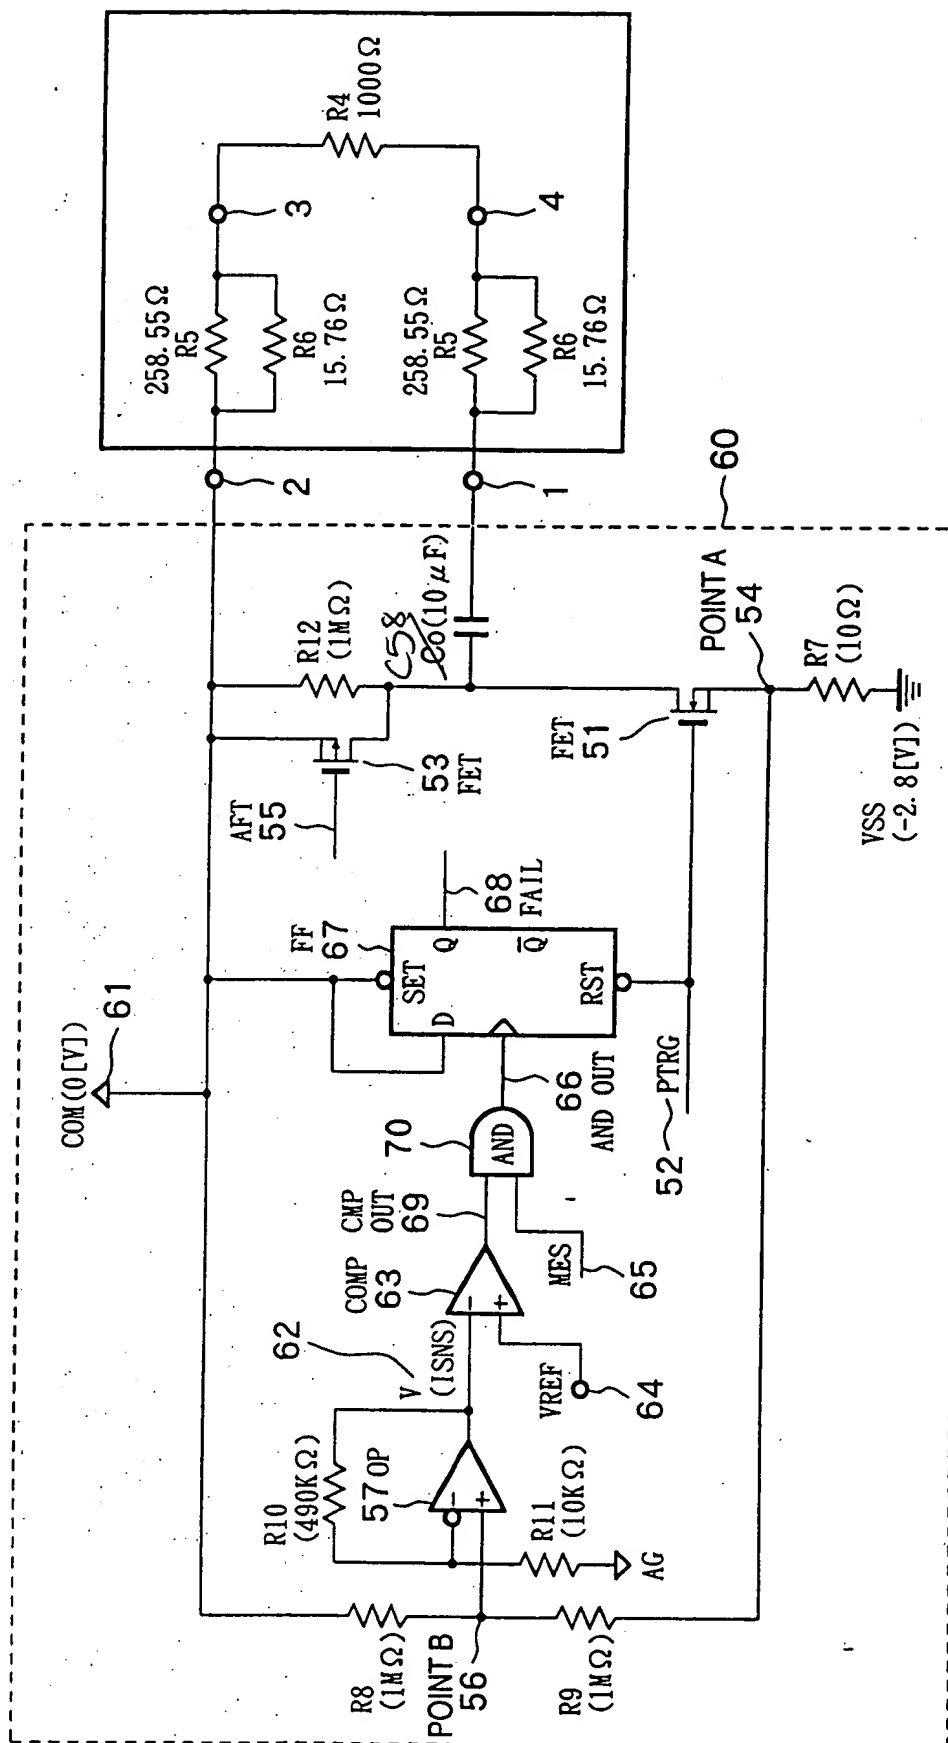 COM(0[V])
61
R8
(1MΩ)
POINT B
56
R9
(1MΩ)
R10
(490KΩ)
57 OP
−
+
R11
(10KΩ)
AG
62
V
(ISNS)
VREF
64
COMP
63
−
+
CMP
OUT
69
MES
65
70
AND
66
AND OUT
52
PTRG
FF
67
SET
D
Q
Q̅
RST
68
FAIL
AFT
55
53
FET
R12
(1MΩ)
C58
Co(10μF)
FET
51
POINT A
54
R7
(10Ω)
VSS
(-2.8[V])
60
2
1
258.55Ω
R5
R6
15.76Ω
258.55Ω
R5
R6
15.76Ω
3
4
R4
1000Ω